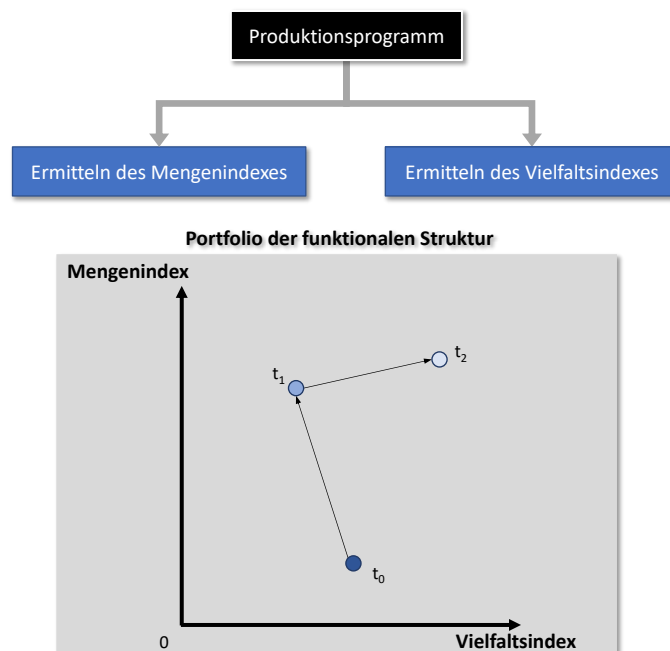 Produktionsprogramm
Ermitteln des Mengenindexes
Ermitteln des Vielfaltsindexes
Portfolio der funktionalen Struktur
Mengenindex
t2
t1
t0
0
Vielfaltsindex